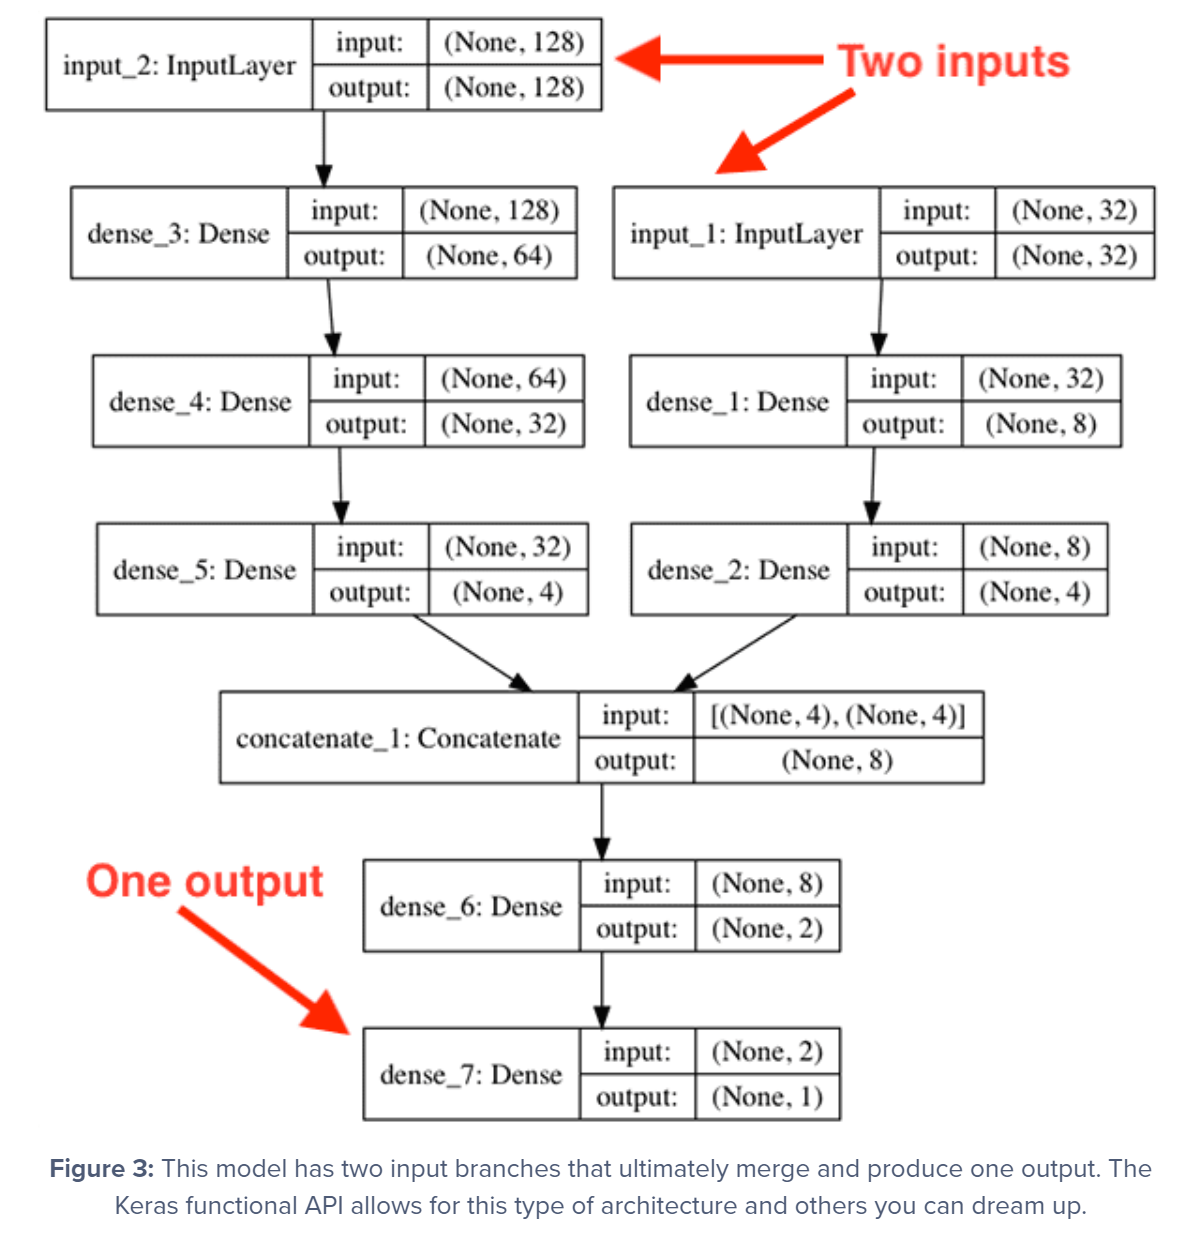 input_2: InputLayer
input:
(None, 128)
output:
(None, 128)
Two inputs
dense_3: Dense
input:
(None, 128)
output:
(None, 64)
input_1: InputLayer
input:
(None, 32)
output:
(None, 32)
dense_4: Dense
input:
(None, 64)
output:
(None, 32)
dense_1: Dense
input:
(None, 32)
output:
(None, 8)
dense_5: Dense
input:
(None, 32)
output:
(None, 4)
dense_2: Dense
input:
(None, 8)
output:
(None, 4)
concatenate_1: Concatenate
input:
[(None, 4), (None, 4)]
output:
(None, 8)
One output
dense_6: Dense
input:
(None, 8)
output:
(None, 2)
dense_7: Dense
input:
(None, 2)
output:
(None, 1)
Figure 3: This model has two input branches that ultimately merge and produce one output. The
Keras functional API allows for this type of architecture and others you can dream up.